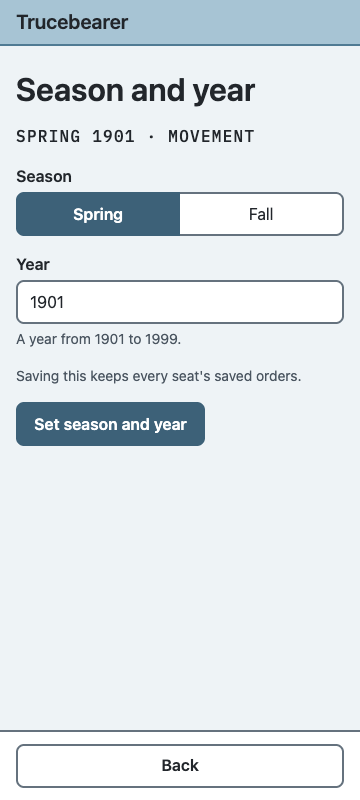 Trucebearer
Season and year
SPRING 1901 · MOVEMENT
Season
Spring
Fall
Year
1901
A year from 1901 to 1999.
Saving this keeps every seat's saved orders.
Set season and year
Back